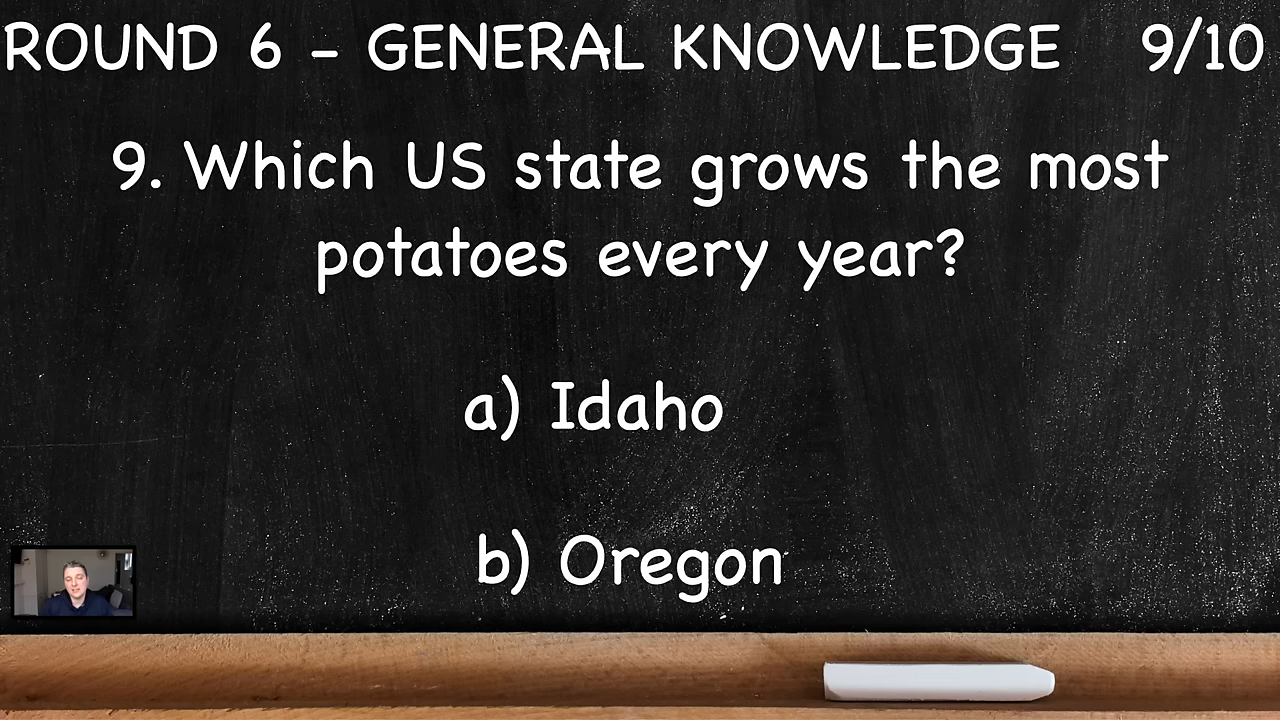 ROUND 6 - GENERAL KNOWLEDGE 9/10
9. Which US state grows the most
potatoes every year?
a) Idaho
b) Oregon